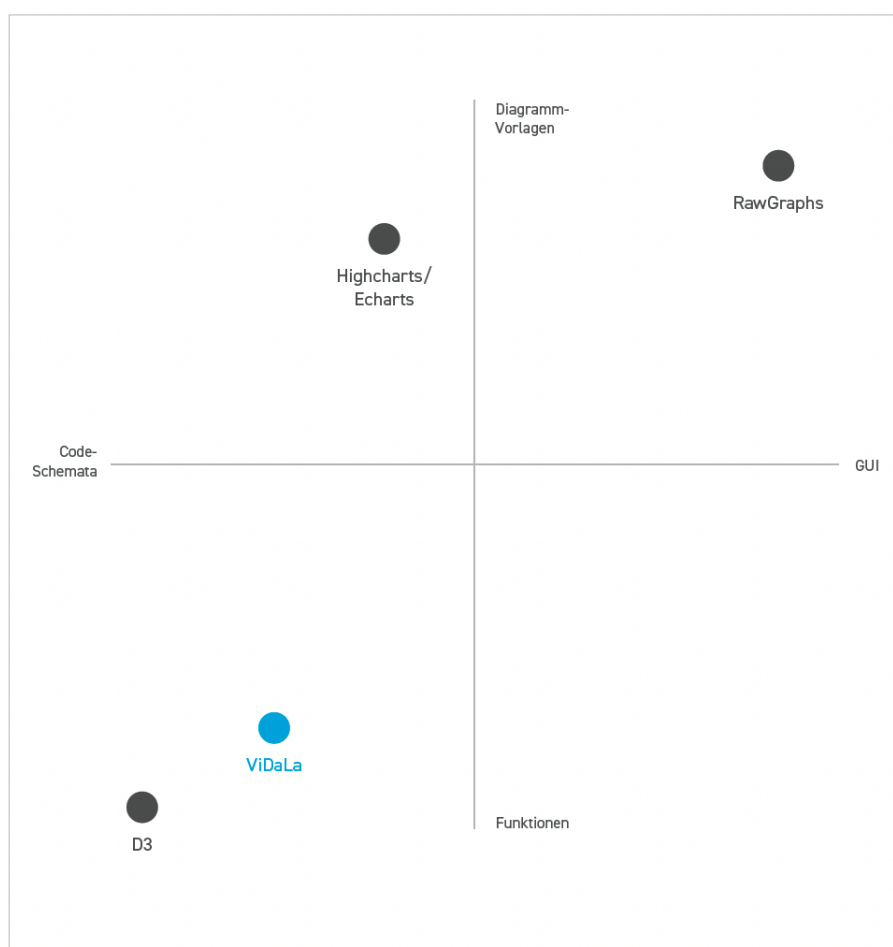 Diagramm-
Vorlagen
RawGraphs
Highcharts/
Echarts
Code-
Schemata
GUI
ViDaLa
Funktionen
D3